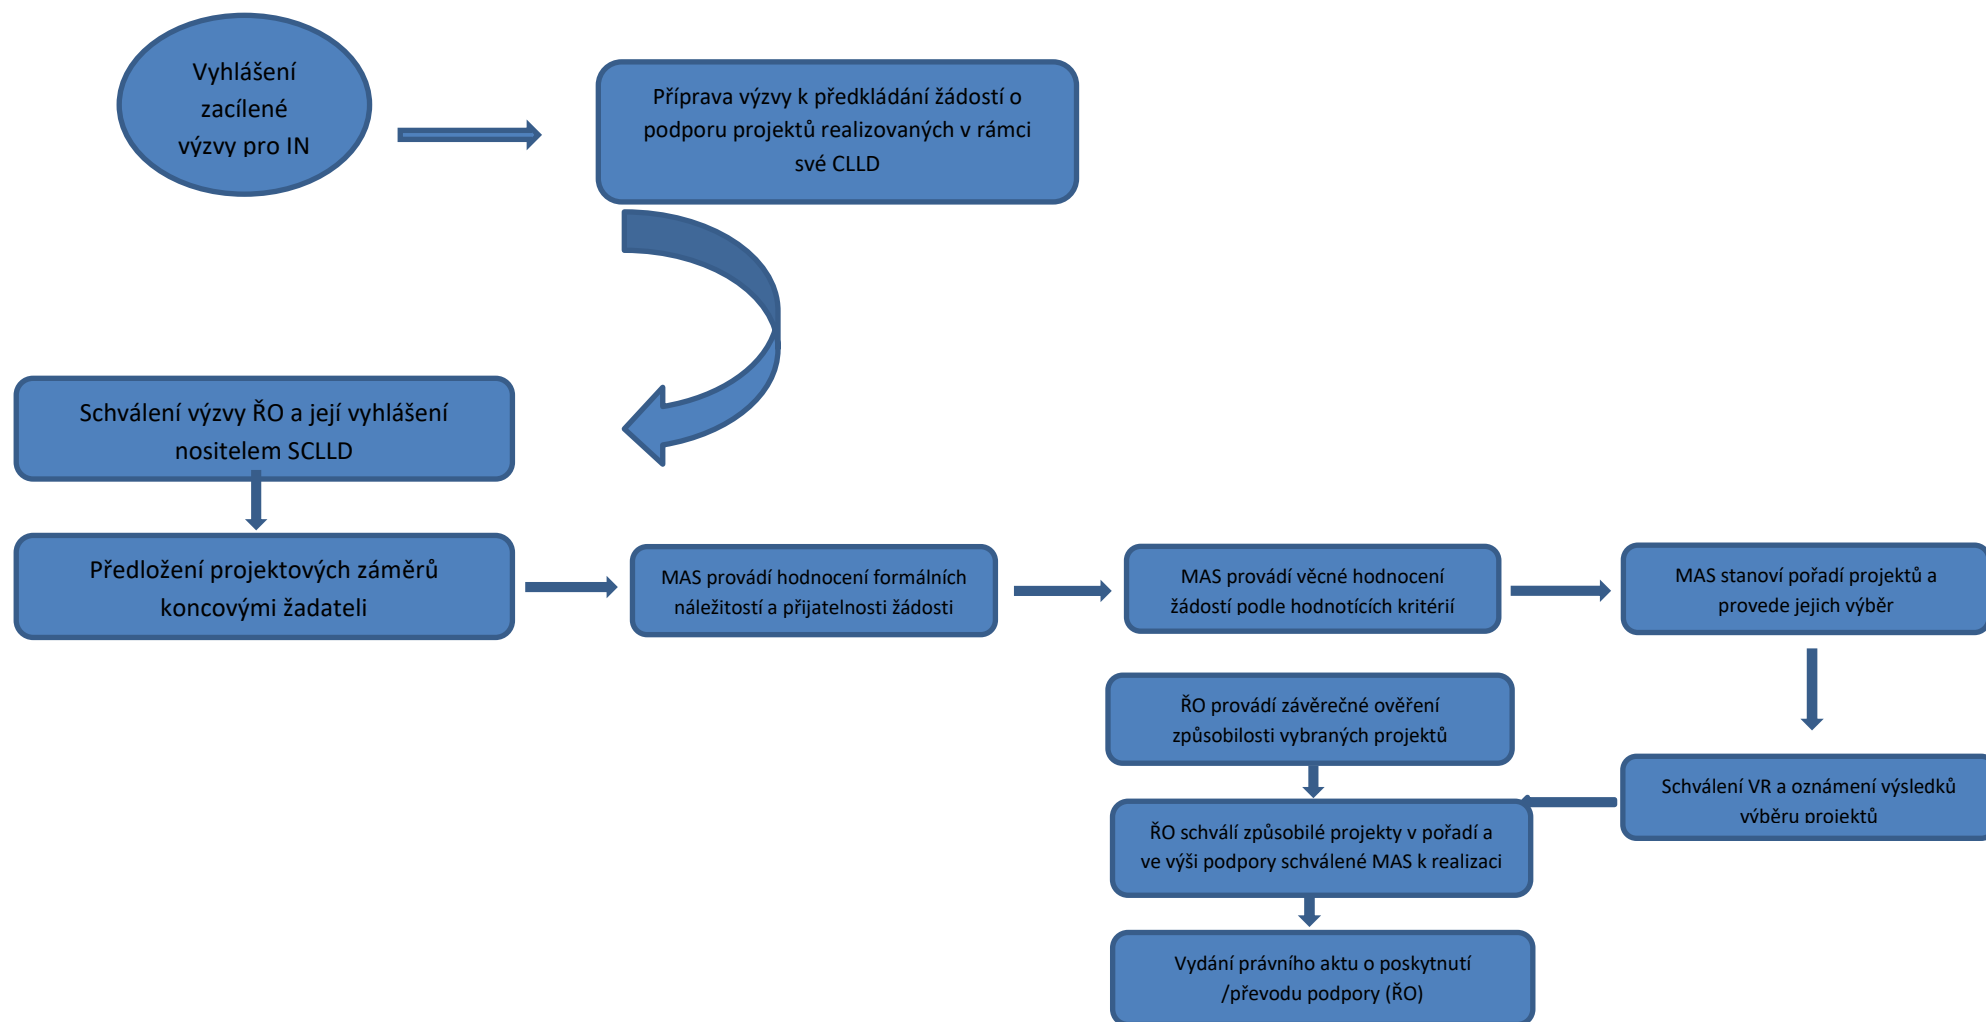 Vyhlášení
zacílené
výzvy pro IN
Příprava výzvy k předkládání žádostí o
podporu projektů realizovaných v rámci
své CLLD
Schválení výzvy ŘO a její vyhlášení
nositelem SCLLD
Předložení projektových záměrů
koncovými žadateli
MAS provádí hodnocení formálních
náležitostí a přijatelnosti žádosti
MAS provádí věcné hodnocení
žádostí podle hodnotících kritérií
MAS stanoví pořadí projektů a
provede jejich výběr
Schválení VR a oznámení výsledků
výběru projektů
ŘO provádí závěrečné ověření
způsobilosti vybraných projektů
ŘO schválí způsobilé projekty v pořadí a
ve výši podpory schválené MAS k realizaci
Vydání právního aktu o poskytnutí
/převodu podpory (ŘO)